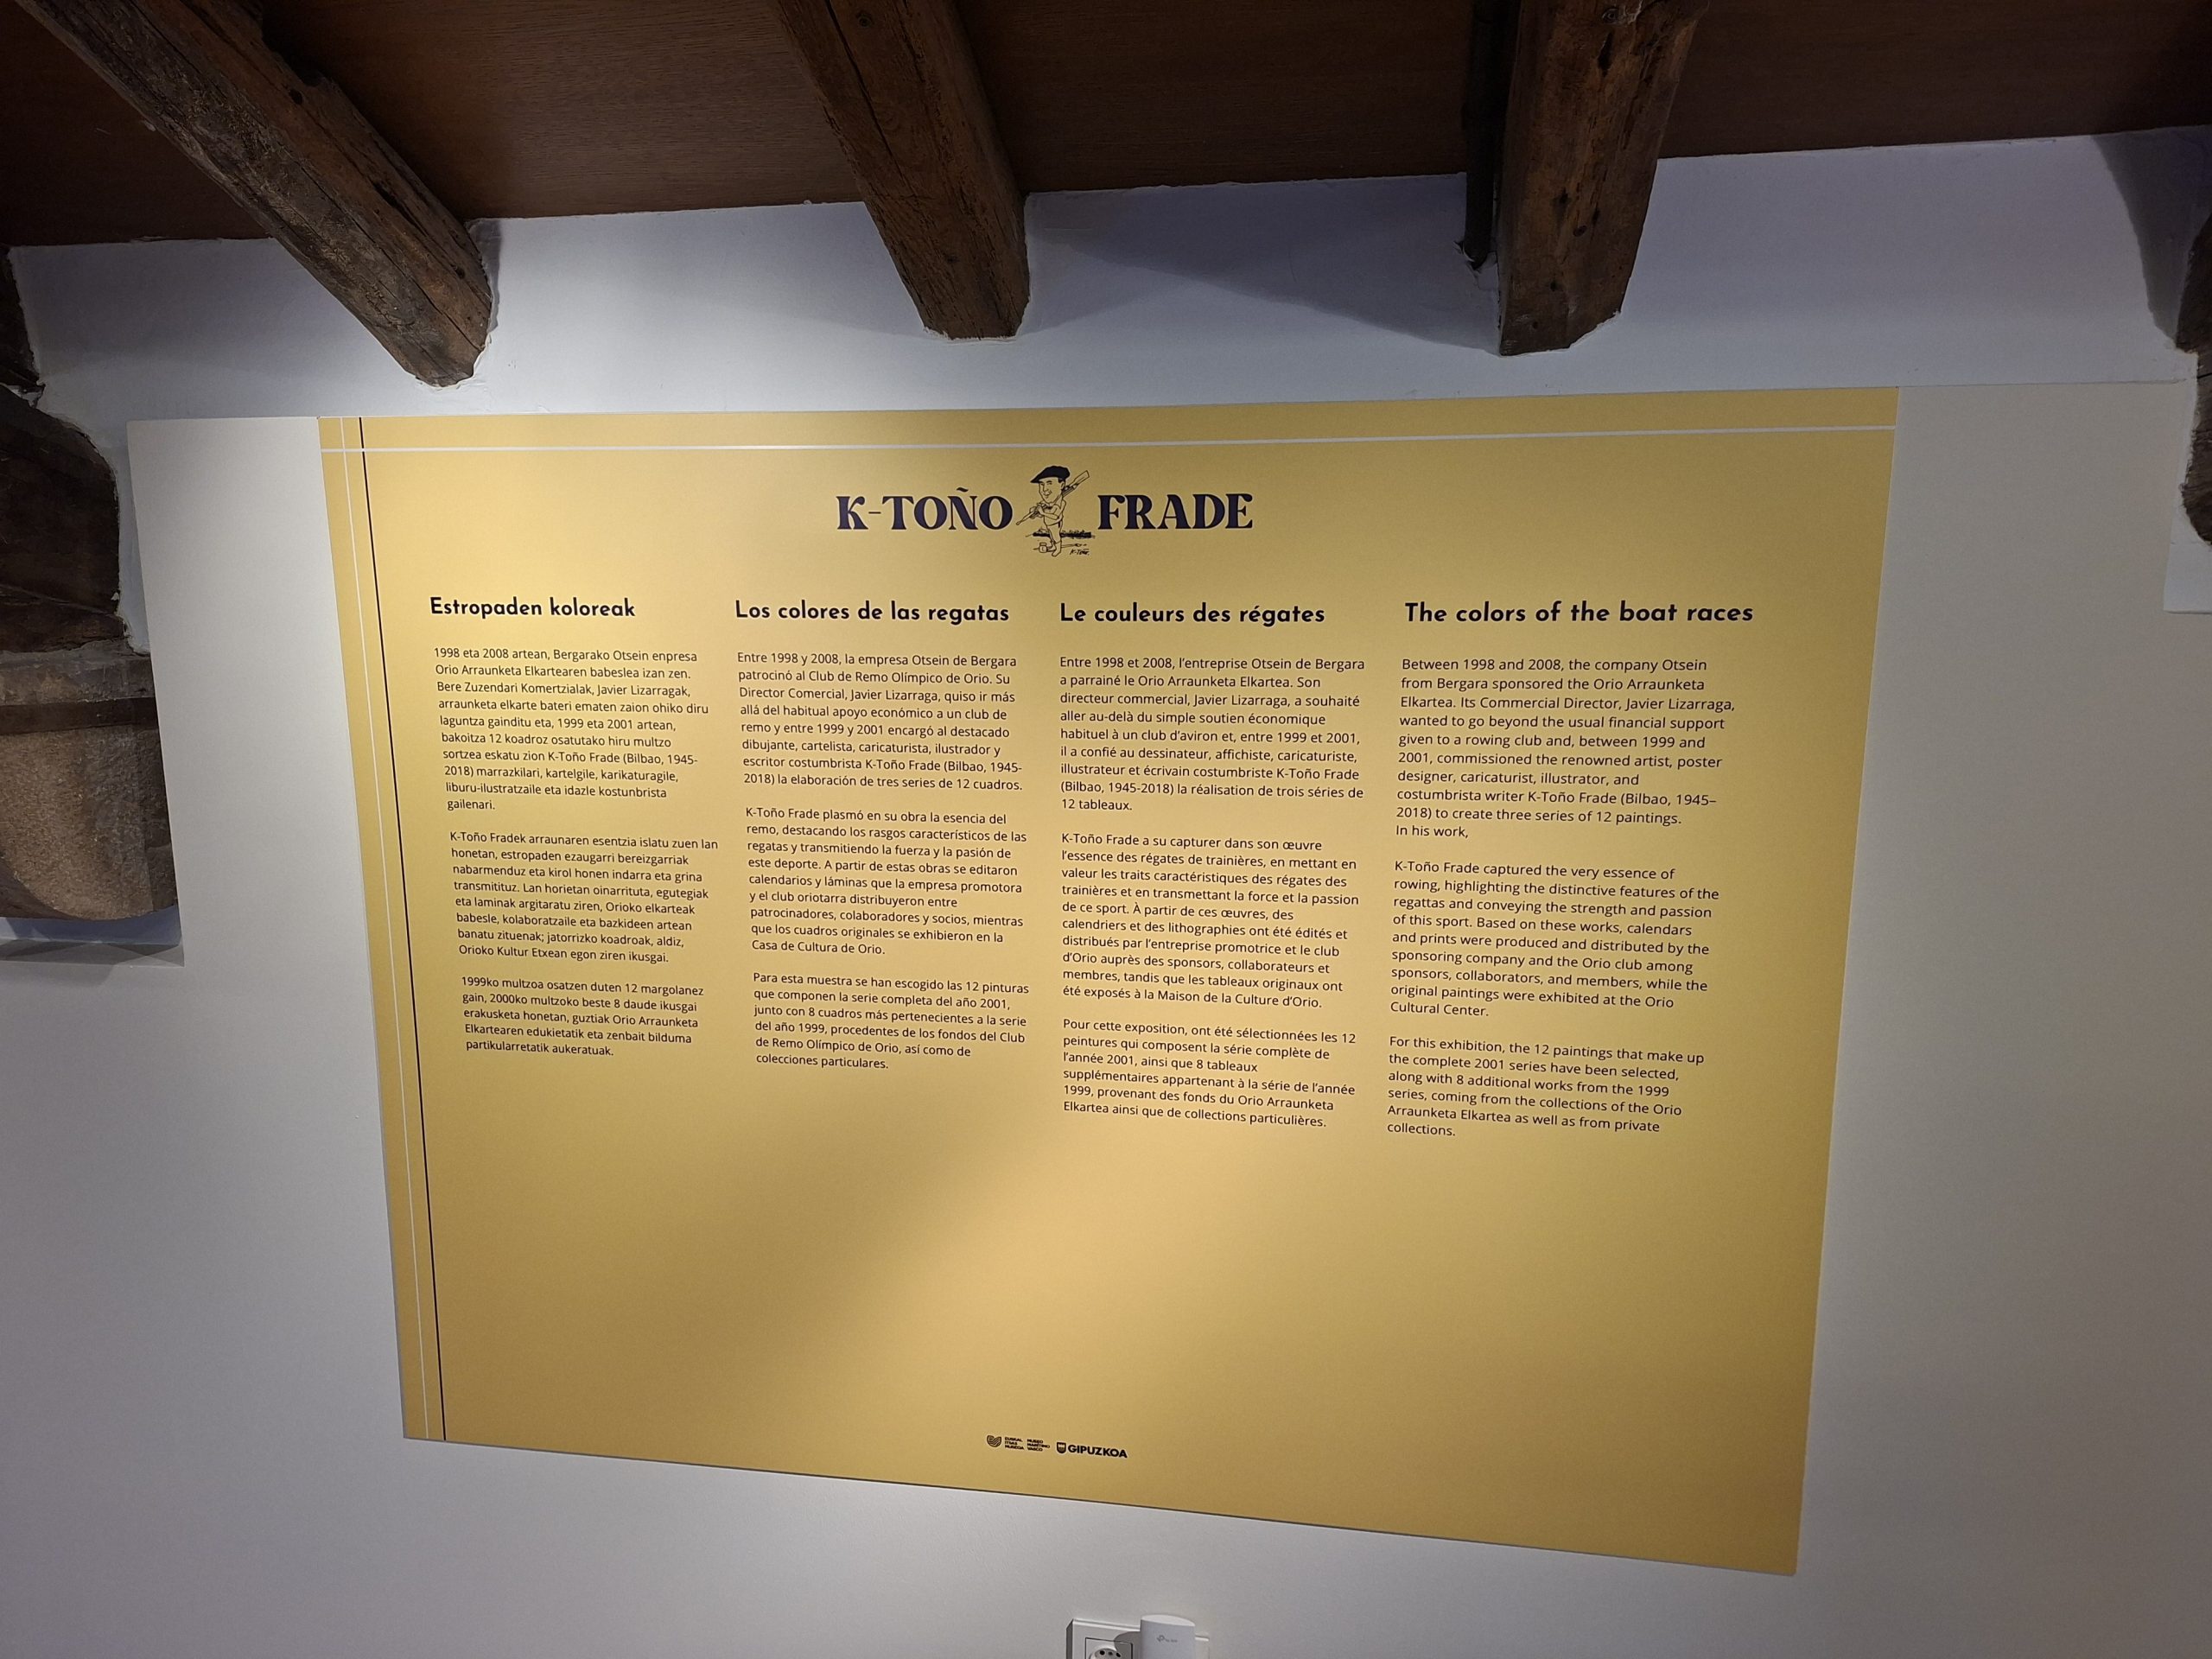 K-TOÑO FRADE
K-TOÑO
Estropaden koloreak
1998 eta 2008 artean, Bergarako Otsein enpresa
Orio Arraunketa Elkartearen babeslea izan zen.
Bere Zuzendari Komertzialak, Javier Lizarragak,
arraunketa elkarte bateri ematen zaion ohiko diru
laguntza gainditu eta, 1999 eta 2001 artean,
bakoitza 12 koadroz osatutako hiru multzo
sortzea eskatu zion K-Toño Frade (Bilbao, 1945-
2018) marrazkilari, kartelgile, karikaturagile,
liburu-ilustratzaile eta idazle kostunbrista
gailenari.
K-Toño Fradek arraunaren esentzia islatu zuen lan
honetan, estropaden ezaugarri bereizgarriak
nabarmenduz eta kirol honen indarra eta grina
transmitituz. Lan horietan oinarrituta, egutegiak
eta laminak argitaratu ziren, Orioko elkarteak
babesle, kolaboratzaile eta bazkideen artean
banatu zituenak; jatorrizko koadroak, aldiz,
Orioko Kultur Etxean egon ziren ikusgai.
1999ko multzoa osatzen duten 12 margolanez
gain, 2000ko multzoko beste 8 daude ikusgai
erakusketa honetan, guztiak Orio Arraunketa
Elkartearen edukietatik eta zenbait bilduma
partikularretatik aukeratuak.
Los colores de las regatas
Entre 1998 y 2008, la empresa Otsein de Bergara
patrocinó al Club de Remo Olímpico de Orio. Su
Director Comercial, Javier Lizarraga, quiso ir más
allá del habitual apoyo económico a un club de
remo y entre 1999 y 2001 encargó al destacado
dibujante, cartelista, caricaturista, ilustrador y
escritor costumbrista K-Toño Frade (Bilbao, 1945-
2018) la elaboración de tres series de 12 cuadros.
K-Toño Frade plasmó en su obra la esencia del
remo, destacando los rasgos característicos de las
regatas y transmitiendo la fuerza y la pasión de
este deporte. A partir de estas obras se editaron
calendarios y láminas que la empresa promotora
y el club oriotarra distribuyeron entre
patrocinadores, colaboradores y socios, mientras
que los cuadros originales se exhibieron en la
Casa de Cultura de Orio.
Para esta muestra se han escogido las 12 pinturas
que componen la serie completa del año 2001,
junto con 8 cuadros más pertenecientes a la serie
del año 1999, procedentes de los fondos del Club
de Remo Olímpico de Orio, así como de
colecciones particulares.
Le couleurs des régates
Entre 1998 et 2008, l'entreprise Otsein de Bergara
a parrainé le Orio Arraunketa Elkartea. Son
directeur commercial, Javier Lizarraga, a souhaité
aller au-delà du simple soutien économique
habituel à un club d'aviron et, entre 1999 et 2001,
il a confié au dessinateur, affichiste, caricaturiste,
illustrateur et écrivain costumbriste K-Toño Frade
(Bilbao, 1945-2018) la réalisation de trois séries de
12 tableaux.
K-Toño Frade a su capturer dans son œuvre
l'essence des régates de trainières, en mettant en
valeur les traits caractéristiques des régates des
trainières et en transmettant la force et la passion
de ce sport. À partir de ces œuvres, des
calendriers et des lithographies ont été édités et
distribués par l'entreprise promotrice et le club
d'Orio auprès des sponsors, collaborateurs et
membres, tandis que les tableaux originaux ont
été exposés à la Maison de la Culture d'Orio.
Pour cette exposition, ont été sélectionnées les 12
peintures qui composent la série complète de
l'année 2001, ainsi que 8 tableaux
supplémentaires appartenant à la série de l'année
1999, provenant des fonds du Orio Arraunketa
Elkartea ainsi que de collections particulières.
The colors of the boat races
Between 1998 and 2008, the company Otsein
from Bergara sponsored the Orio Arraunketa
Elkartea. Its Commercial Director, Javier Lizarraga,
wanted to go beyond the usual financial support
given to a rowing club and, between 1999 and
2001, commissioned the renowned artist, poster
designer, caricaturist, illustrator, and
costumbrista writer K-Toño Frade (Bilbao, 1945–
2018) to create three series of 12 paintings.
In his work,
K-Toño Frade captured the very essence of
rowing, highlighting the distinctive features of the
regattas and conveying the strength and passion
of this sport. Based on these works, calendars
and prints were produced and distributed by the
sponsoring company and the Orio club among
sponsors, collaborators, and members, while the
original paintings were exhibited at the Orio
Cultural Center.
For this exhibition, the 12 paintings that make up
the complete 2001 series have been selected,
along with 8 additional works from the 1999
series, coming from the collections of the Orio
Arraunketa Elkartea as well as from private
collections.
EUSKAL MUSEO
ITSAS MARITIMO
MUSEOA VASCO
GIPUZKOA